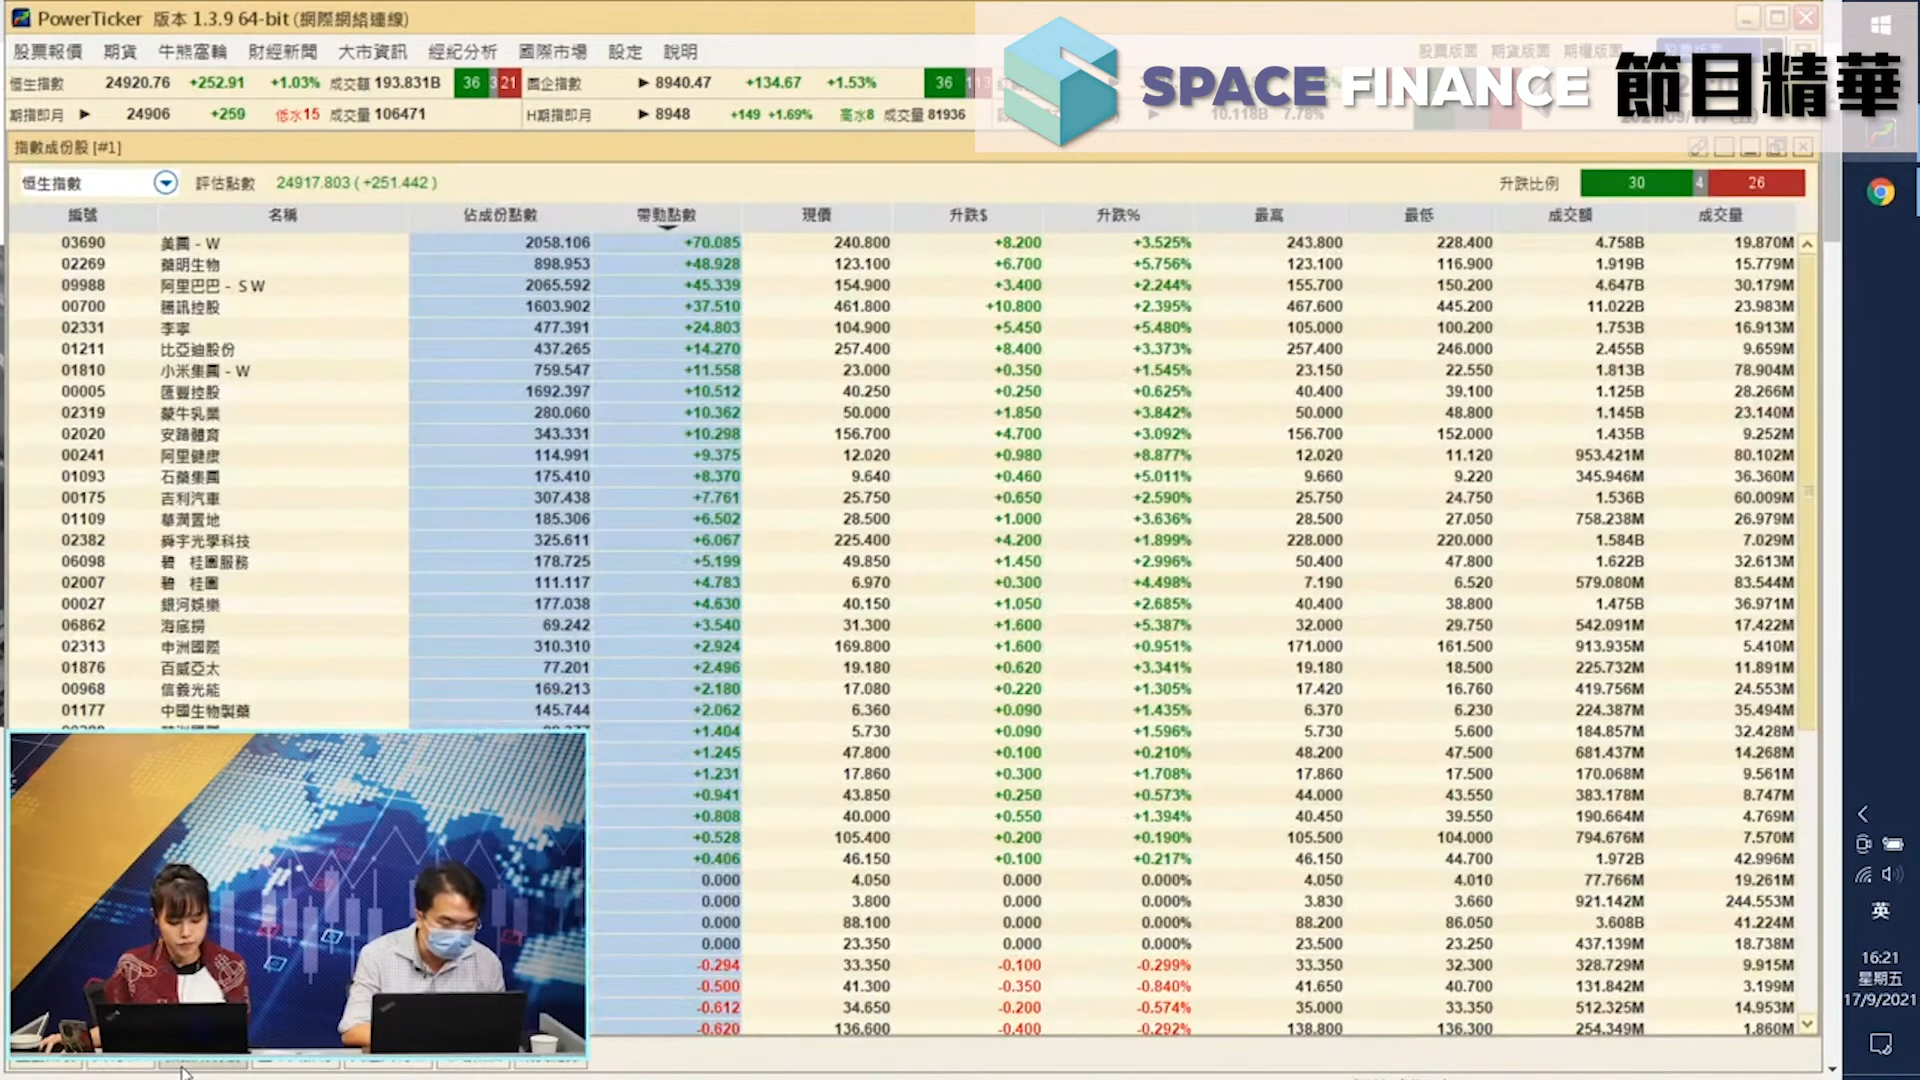 PowerTicker 版本 1.3.9 64-bit (網際網絡連線)
股票報價 期貨 牛熊窩輪 財經新聞 大市資訊 經紀分析 國際市場 設定 說明 股票版面 期貨版面 期權版面
恒生指數 24920.76 +252.91 +1.03% 成交額 193.831B 36 3 21 國企指數 ▶ 8940.47 +134.67 +1.53% 36
期指即月 ▶ 24906 +259 低水15 成交量 106471 H期指即月 ▶ 8948 +149 +1.69% 高水8 成交量 81936 10.118B 7.78%
SPACE FINANCE 節目精華
指數成份股 [#1]
恒生指數 評估點數 24917.803 ( +251.442 ) 升跌比例 30 4 26
編號 名稱 佔成份點數 帶動點數 現價 升跌$ 升跌% 最高 最低 成交額 成交量
03690 美團 - W 2058.106 +70.085 240.800 +8.200 +3.525% 243.800 228.400 4.758B 19.870M
02269 藥明生物 898.953 +48.928 123.100 +6.700 +5.756% 123.100 116.900 1.919B 15.779M
09988 阿里巴巴 - S W 2065.592 +45.339 154.900 +3.400 +2.244% 155.700 150.200 4.647B 30.179M
00700 騰訊控股 1603.902 +37.510 461.800 +10.800 +2.395% 467.600 445.200 11.022B 23.983M
02331 李寧 477.391 +24.803 104.900 +5.450 +5.480% 105.000 100.200 1.753B 16.913M
01211 比亞迪股份 437.265 +14.270 257.400 +8.400 +3.373% 257.400 246.000 2.455B 9.659M
01810 小米集團 - W 759.547 +11.558 23.000 +0.350 +1.545% 23.150 22.550 1.813B 78.904M
00005 匯豐控股 1692.397 +10.512 40.250 +0.250 +0.625% 40.400 39.100 1.125B 28.266M
02319 蒙牛乳業 280.060 +10.362 50.000 +1.850 +3.842% 50.000 48.800 1.145B 23.140M
02020 安踏體育 343.331 +10.298 156.700 +4.700 +3.092% 156.700 152.000 1.435B 9.252M
00241 阿里健康 114.991 +9.375 12.020 +0.980 +8.877% 12.020 11.120 953.421M 80.102M
01093 石藥集團 175.410 +8.370 9.640 +0.460 +5.011% 9.660 9.220 345.946M 36.360M
00175 吉利汽車 307.438 +7.761 25.750 +0.650 +2.590% 25.750 24.750 1.536B 60.009M
01109 華潤置地 185.306 +6.502 28.500 +1.000 +3.636% 28.500 27.050 758.238M 26.979M
02382 舜宇光學科技 325.611 +6.067 225.400 +4.200 +1.899% 228.000 220.000 1.584B 7.029M
06098 碧 桂園服務 178.725 +5.199 49.850 +1.450 +2.996% 50.400 47.800 1.622B 32.613M
02007 碧 桂園 111.117 +4.783 6.970 +0.300 +4.498% 7.190 6.520 579.080M 83.544M
00027 銀河娛樂 177.038 +4.630 40.150 +1.050 +2.685% 40.400 38.800 1.475B 36.971M
06862 海底撈 69.242 +3.540 31.300 +1.600 +5.387% 32.000 29.750 542.091M 17.422M
02313 申洲國際 310.310 +2.924 169.800 +1.600 +0.951% 171.000 161.500 913.935M 5.410M
01876 百威亞太 77.201 +2.496 19.180 +0.620 +3.341% 19.180 18.500 225.732M 11.891M
00968 信義光能 169.213 +2.180 17.080 +0.220 +1.305% 17.420 16.760 419.756M 24.553M
01177 中國生物製藥 145.744 +2.062 6.360 +0.090 +1.435% 6.370 6.230 224.387M 35.494M
+1.404 5.730 +0.090 +1.596% 5.730 5.600 184.857M 32.428M
+1.245 47.800 +0.100 +0.210% 48.200 47.500 681.437M 14.268M
+1.231 17.860 +0.300 +1.708% 17.860 17.500 170.068M 9.561M
+0.941 43.850 +0.250 +0.573% 44.000 43.550 383.178M 8.747M
+0.808 40.000 +0.550 +1.394% 40.450 39.550 190.664M 4.769M
+0.528 105.400 +0.200 +0.190% 105.500 104.000 794.676M 7.570M
+0.406 46.150 +0.100 +0.217% 46.150 44.700 1.972B 42.996M
0.000 4.050 0.000 0.000% 4.050 4.010 77.766M 19.261M
0.000 3.800 0.000 0.000% 3.830 3.660 921.142M 244.553M
0.000 88.100 0.000 0.000% 88.200 86.050 3.608B 41.224M
0.000 23.350 0.000 0.000% 23.500 23.250 437.139M 18.738M
-0.294 33.350 -0.100 -0.299% 33.350 32.300 328.729M 9.915M
-0.500 41.300 -0.350 -0.840% 41.650 40.700 131.842M 3.199M
-0.612 34.650 -0.200 -0.574% 35.000 33.350 512.325M 14.953M
-0.620 136.600 -0.400 -0.292% 138.800 136.300 254.349M 1.860M
英
16:21
星期五
17/9/2021